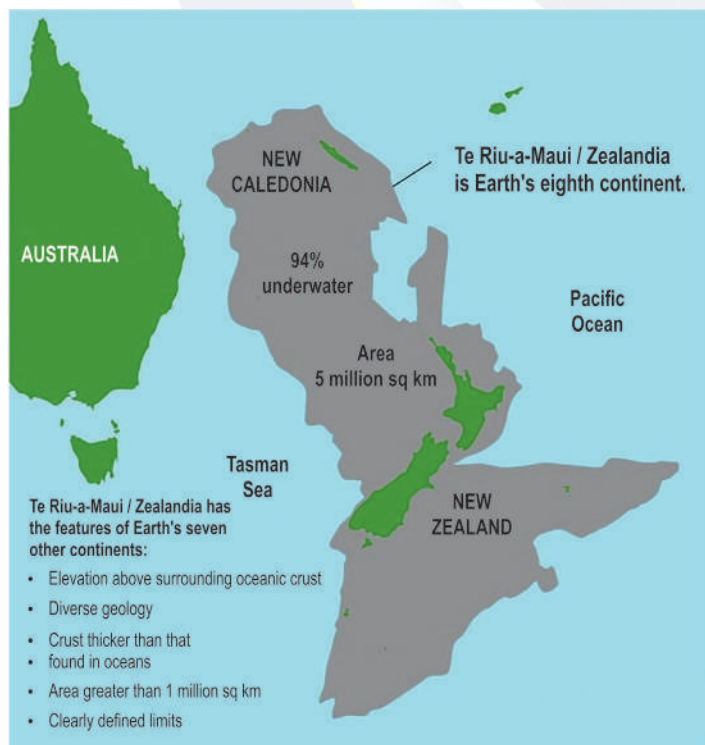 NEW
CALEDONIA
Te Riu-a-Maui / Zealandia
is Earth's eighth continent.
AUSTRALIA
94%
underwater
Pacific
Ocean
Area
5 million sq km
Tasman
Sea
NEW
ZEALAND
Te Riu-a-Maui / Zealandia has
the features of Earth's seven
other continents:
• Elevation above surrounding oceanic crust
• Diverse geology
• Crust thicker than that
• found in oceans
• Area greater than 1 million sq km
• Clearly defined limits